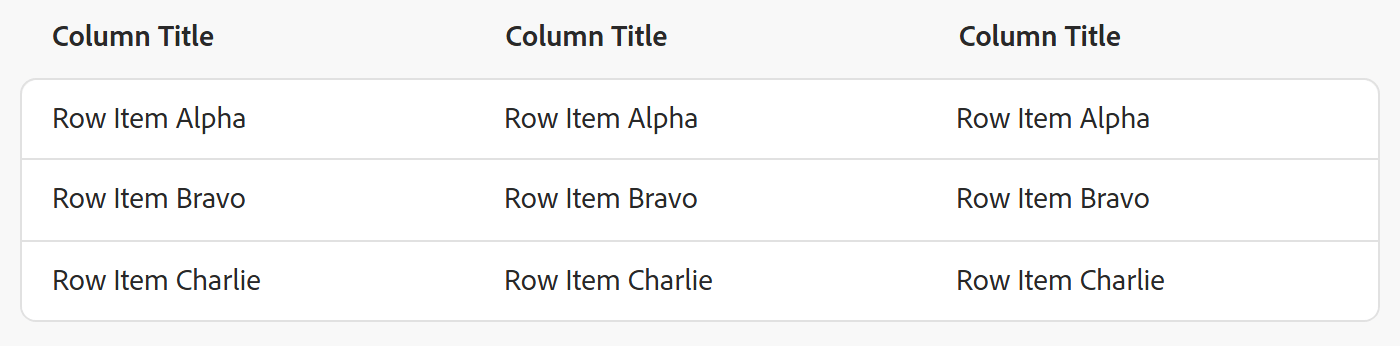 Column Title Column Title Column Title
Row Item Alpha Row Item Alpha Row Item Alpha
Row Item Bravo Row Item Bravo Row Item Bravo
Row Item Charlie Row Item Charlie Row Item Charlie